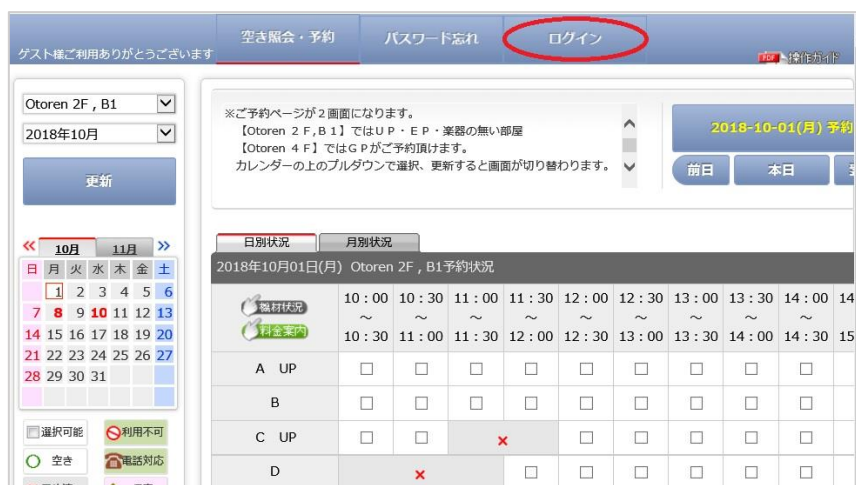 空き照会・予約 パスワード忘れ ログイン
ゲスト様ご利用ありがとうござい
PDF 操作ガイド
Otoren 2F , B1
2018年10月
更新
※ご予約ページが２画面になります。
【Otoren ２Ｆ,Ｂ１】ではＵＰ・ＥＰ・楽器の無い部屋
【Otoren ４Ｆ】ではＧＰがご予約頂けます。
カレンダーの上のプルダウンで選択、更新すると画面が切り替わります。
2018-10-01(月) 予約
前日 本日
≪ 10月 11月 ≫
日 月 火 水 木 金 土
1 2 3 4 5 6
7 8 9 10 11 12 13
14 15 16 17 18 19 20
21 22 23 24 25 26 27
28 29 30 31
選択可能 利用不可
空き 電話対応
日別状況 月別状況
2018年10月01日(月) Otoren 2F , B1予約状況
機材状況
料金案内
10：00 10：30 11：00 11：30 12：00 12：30 13：00 13：30 14：00 14
～ ～ ～ ～ ～ ～ ～ ～ ～
10：30 11：00 11：30 12：00 12：30 13：00 13：30 14：00 14：30 15
A UP
B
C UP ×
D ×